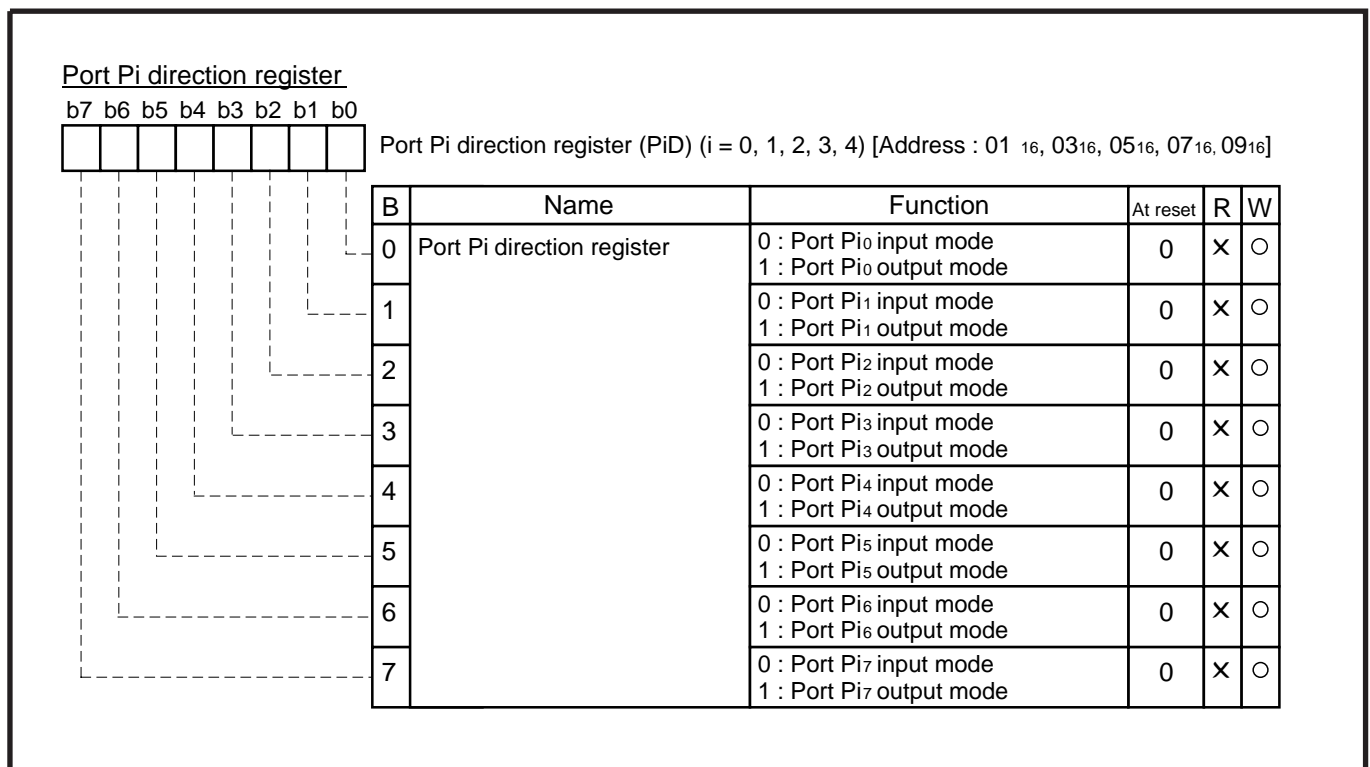 Port Pi direction register
b7 b6 b5 b4 b3 b2 b1 b0
Port Pi direction register (PiD) (i = 0, 1, 2, 3, 4) [Address : 01 16, 0316, 0516, 0716, 0916]
B Name Function At reset R W
0 Port Pi direction register 0 : Port Pi0 input mode 0 × ○
1 : Port Pi0 output mode
1 0 : Port Pi1 input mode 0 × ○
1 : Port Pi1 output mode
2 0 : Port Pi2 input mode 0 × ○
1 : Port Pi2 output mode
3 0 : Port Pi3 input mode 0 × ○
1 : Port Pi3 output mode
4 0 : Port Pi4 input mode 0 × ○
1 : Port Pi4 output mode
5 0 : Port Pi5 input mode 0 × ○
1 : Port Pi5 output mode
6 0 : Port Pi6 input mode 0 × ○
1 : Port Pi6 output mode
7 0 : Port Pi7 input mode 0 × ○
1 : Port Pi7 output mode